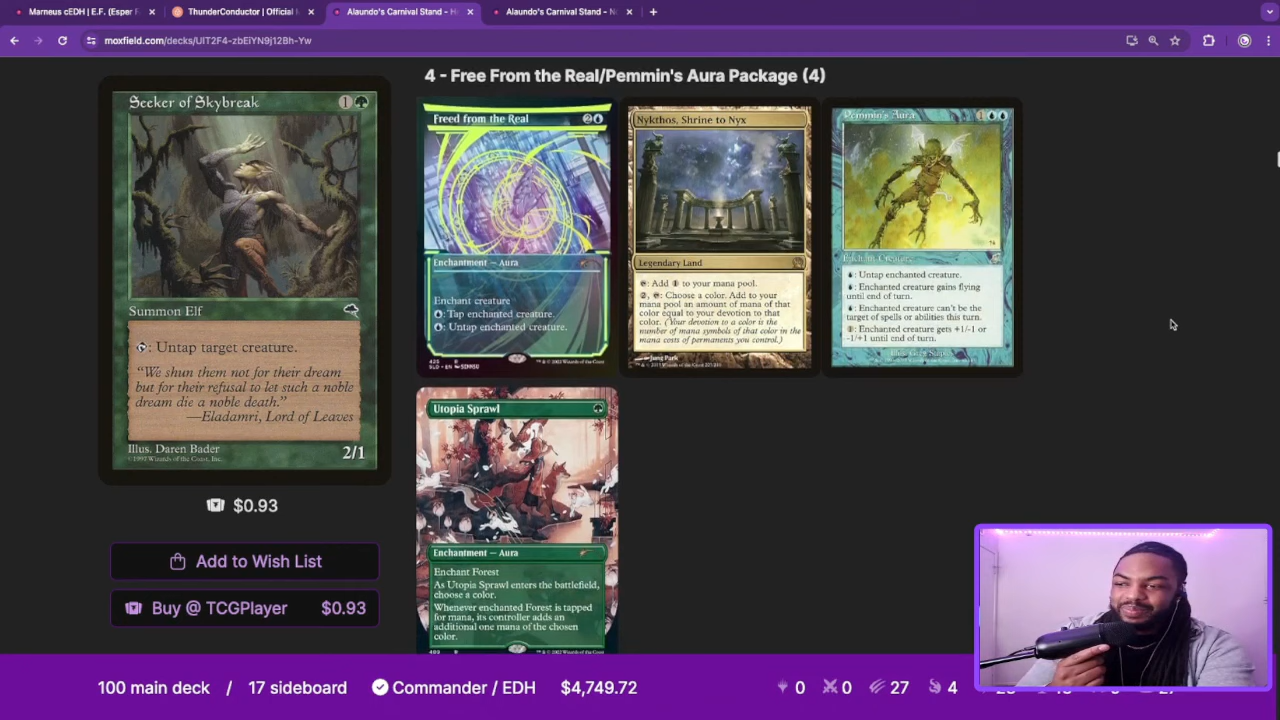 Marneus cEDH | E.F. (Esper
ThunderConductor | Official
Alaundo's Carnival Stand -
Alaundo's Carnival Stand -
moxfield.com/decks/UIT2F4-zbEiYN9j12Bh-Yw
4 - Free From the Real/Pemmin's Aura Package (4)
Seeker of Skybreak
1
Summon Elf
: Untap target creature.
"We shun them not for their dream
but for their refusal to let such a noble
dream die a noble death."
—Eladamri, Lord of Leaves
Illus. Daren Bader
2/1
$0.93
Add to Wish List
Buy @ TCGPlayer $0.93
Freed from the Real
2
Enchantment — Aura
Enchant creature
: Tap enchanted creature.
: Untap enchanted creature.
Nykthos, Shrine to Nyx
Legendary Land
: Add 1 to your mana pool.
2, : Choose a color. Add to your
mana pool an amount of mana of that
color equal to your devotion to that
color. (Your devotion to a color is the
number of mana symbols of that color in the
mana costs of permanents you control.)
Jung Park
Pemmin's Aura
1
Enchant Creature
: Untap enchanted creature.
: Enchanted creature gains flying
until end of turn.
: Enchanted creature can't be the
target of spells or abilities this turn.
1: Enchanted creature gets +1/-1 or
-1/+1 until end of turn.
Utopia Sprawl
Enchantment — Aura
Enchant Forest
As Utopia Sprawl enters the battlefield,
choose a color.
Whenever enchanted Forest is tapped
for mana, its controller adds an
additional one mana of the chosen
color.
100 main deck / 17 sideboard Commander / EDH $4,749.72 0 0 27 4